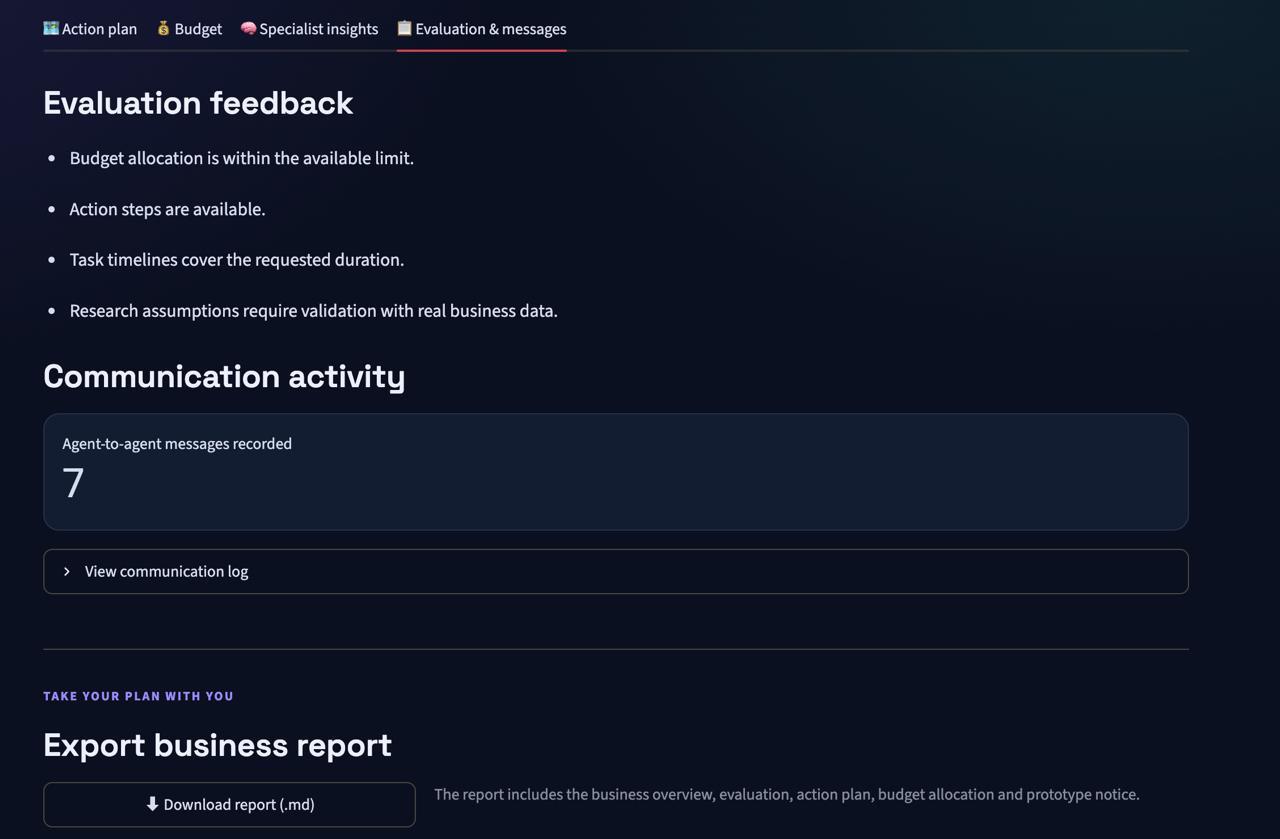 Action plan
Budget
Specialist insights
Evaluation & messages
Evaluation feedback
Budget allocation is within the available limit.
Action steps are available.
Task timelines cover the requested duration.
Research assumptions require validation with real business data.
Communication activity
Agent-to-agent messages recorded
7
View communication log
TAKE YOUR PLAN WITH YOU
Export business report
Download report (.md)
The report includes the business overview, evaluation, action plan, budget allocation and prototype notice.